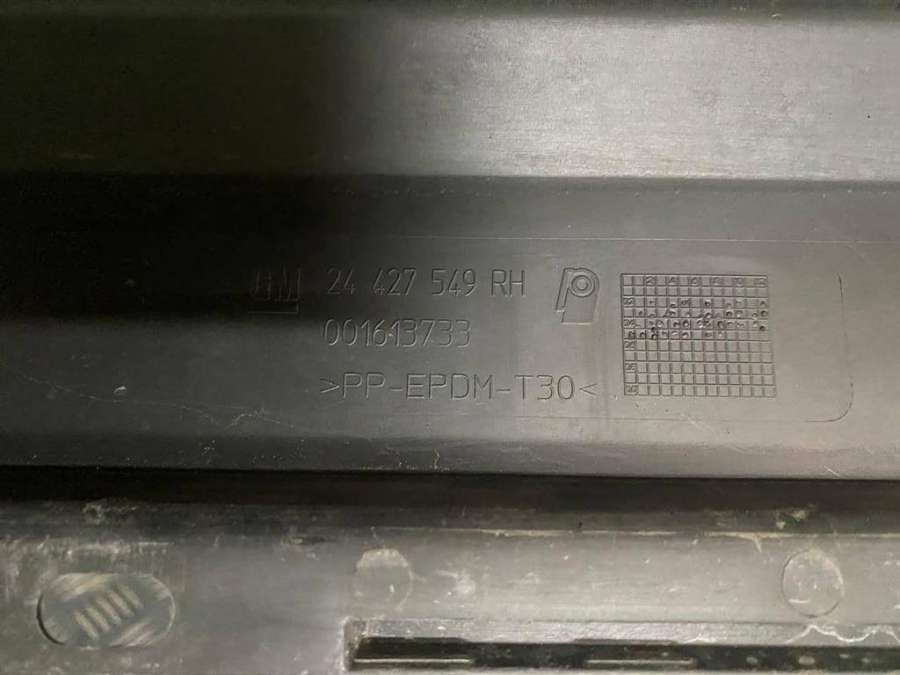 GM 24 427 549 RH
001613733
>PP-EPDM-T30<